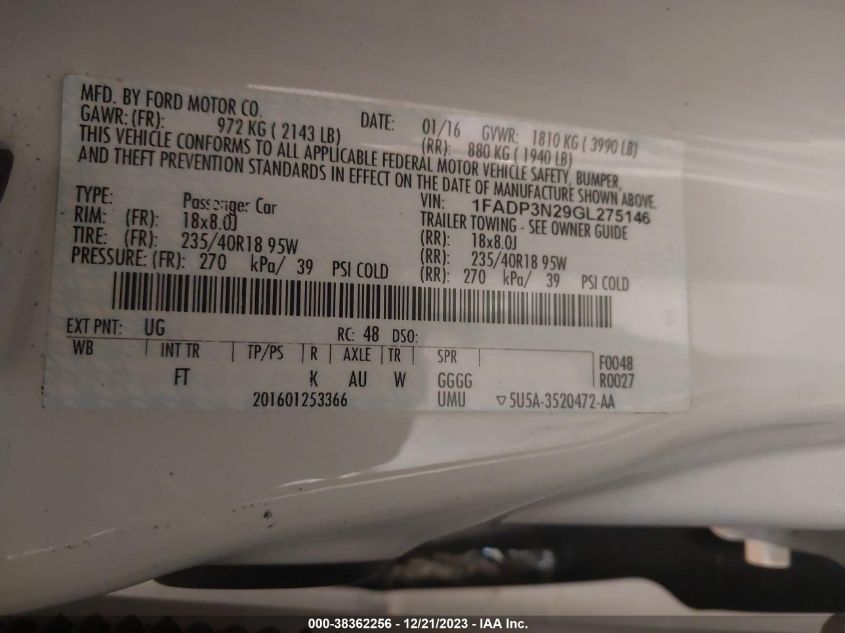 MFD. BY FORD MOTOR CO.
DATE: 01/16 GVWR: 1810 KG ( 3990 LB)
GAWR: (FR): 972 KG ( 2143 LB) (RR): 880 KG ( 1940 LB)
THIS VEHICLE CONFORMS TO ALL APPLICABLE FEDERAL MOTOR VEHICLE SAFETY, BUMPER,
AND THEFT PREVENTION STANDARDS IN EFFECT ON THE DATE OF MANUFACTURE SHOWN ABOVE.
VIN: 1FADP3N29GL275146
TYPE: Passenger Car TRAILER TOWING - SEE OWNER GUIDE
RIM: (FR): 18x8.0J (RR): 18x8.0J
TIRE: (FR): 235/40R18 95W (RR): 235/40R18 95W
PRESSURE: (FR): 270 kPa/ 39 PSI COLD (RR): 270 kPa/ 39 PSI COLD
EXT PNT: UG RC: 48 DSO:
WB INT TR TP/PS R AXLE TR SPR F0048
FT K AU W GGGG R0027
201601253366 UMU ▽5U5A-3520472-AA
000-38362256 - 12/21/2023 - IAA Inc.